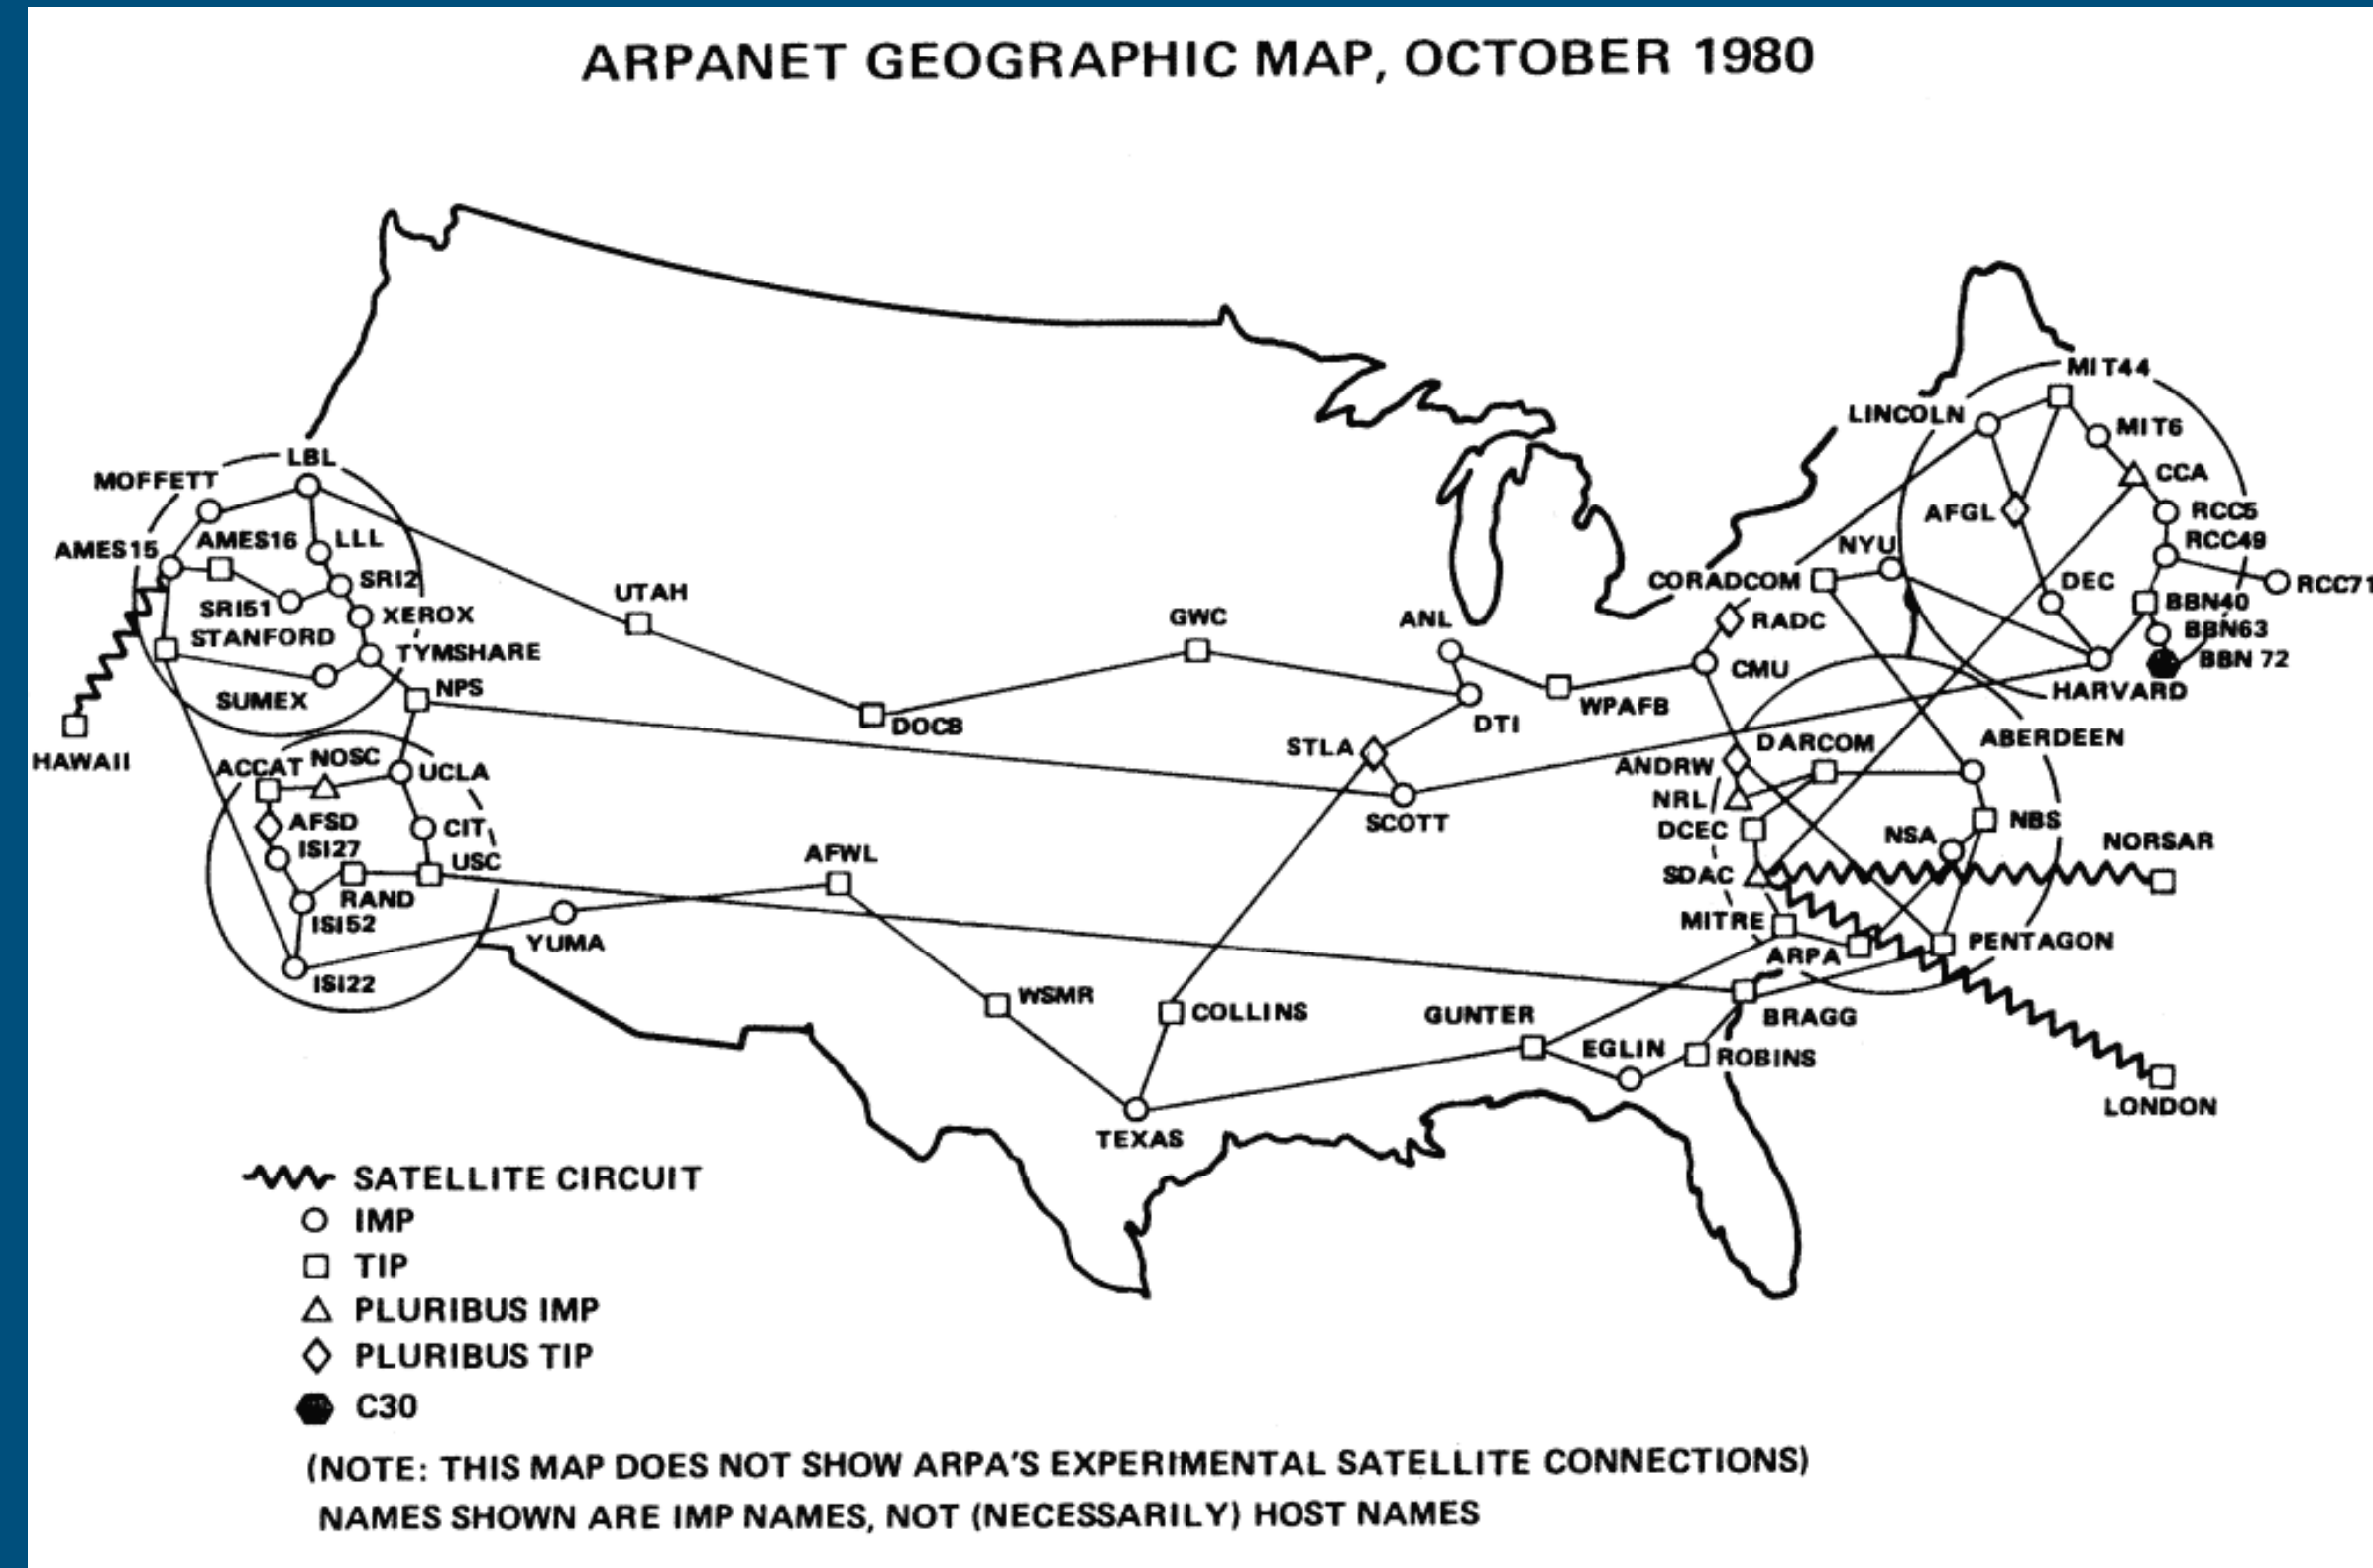 ARPANET GEOGRAPHIC MAP, OCTOBER 1980
MIT44
LINCOLN
MIT6
LBL
CCA
MOFFETT
AFGL
RCC5
AMES15
AMES16
LLL
NYU
RCC49
SRI2
CORADCOM
DEC
RCC71
SRI51
XEROX
UTAH
GWC
ANL
RADC
BBN40
STANFORD
BBN63
TYMSHARE
CMU
BBN 72
SUMEX
NPS
WPAFB
HARVARD
DOCB
DTI
HAWAII
ACCAT
NOSC
UCLA
STLA
DARCOM
ABERDEEN
ANDRW
NRL
AFSD
CIT
SCOTT
DCEC
NSA
NBS
ISI27
USC
AFWL
SDAC
NORSAR
RAND
ISI52
YUMA
MITRE
ARPA
PENTAGON
ISI22
WSMR
COLLINS
GUNTER
BRAGG
EGLIN
ROBINS
TEXAS
LONDON
SATELLITE CIRCUIT
IMP
TIP
PLURIBUS IMP
PLURIBUS TIP
C30
(NOTE: THIS MAP DOES NOT SHOW ARPA'S EXPERIMENTAL SATELLITE CONNECTIONS)
NAMES SHOWN ARE IMP NAMES, NOT (NECESSARILY) HOST NAMES